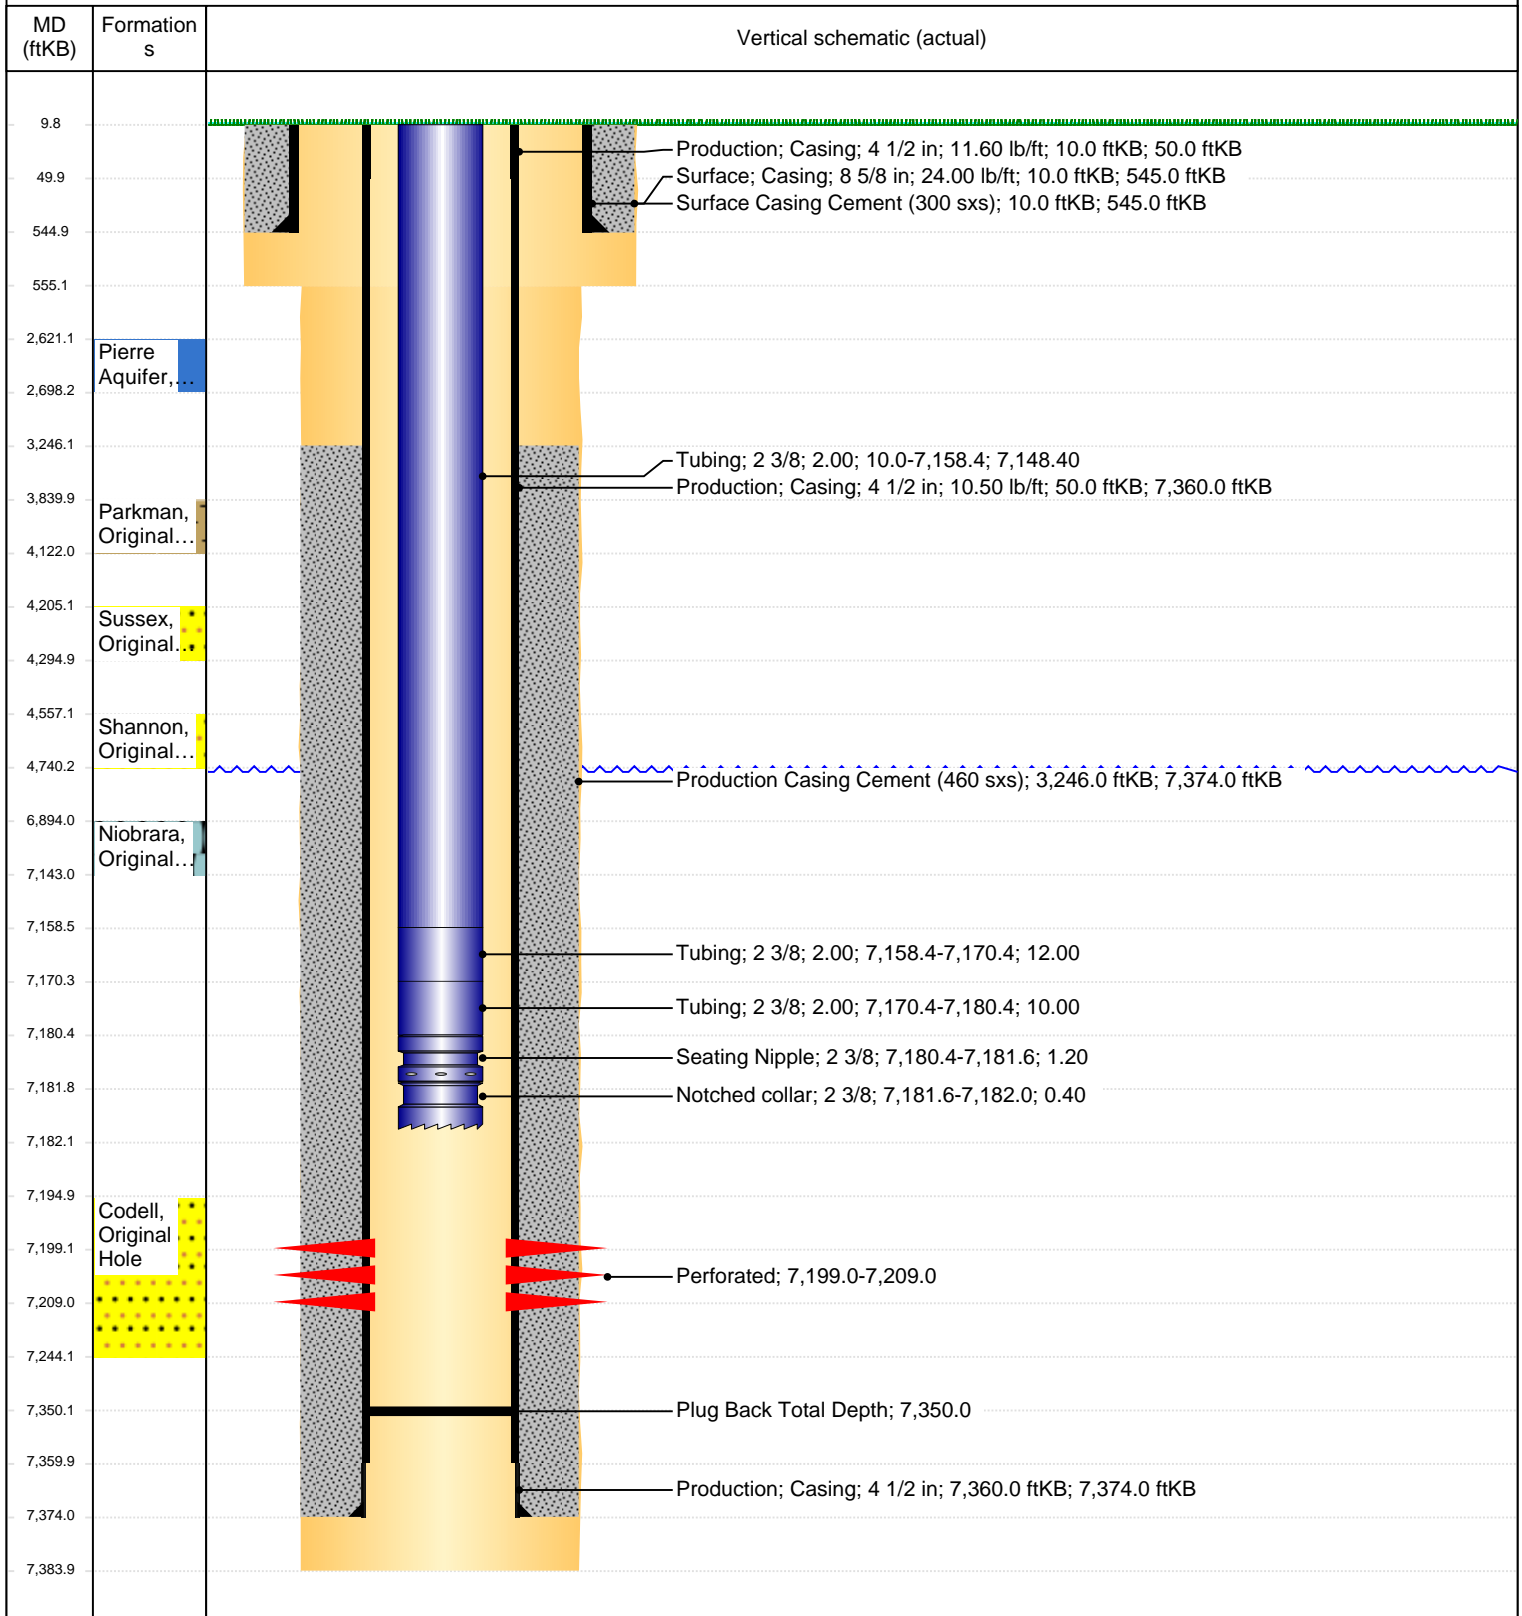 MD
(ftKB)
Formation
s
Vertical schematic (actual)
9.8
Production; Casing; 4 1/2 in; 11.60 lb/ft; 10.0 ftKB; 50.0 ftKB
49.9
Surface; Casing; 8 5/8 in; 24.00 lb/ft; 10.0 ftKB; 545.0 ftKB
Surface Casing Cement (300 sxs); 10.0 ftKB; 545.0 ftKB
544.9
555.1
2,621.1
Pierre
Aquifer,...
2,698.2
3,246.1
Tubing; 2 3/8; 2.00; 10.0-7,158.4; 7,148.40
Production; Casing; 4 1/2 in; 10.50 lb/ft; 50.0 ftKB; 7,360.0 ftKB
3,839.9
Parkman,
Original...
4,122.0
4,205.1
Sussex,
Original...
4,294.9
4,557.1
Shannon,
Original...
4,740.2
Production Casing Cement (460 sxs); 3,246.0 ftKB; 7,374.0 ftKB
6,894.0
Niobrara,
Original...
7,143.0
7,158.5
Tubing; 2 3/8; 2.00; 7,158.4-7,170.4; 12.00
7,170.3
Tubing; 2 3/8; 2.00; 7,170.4-7,180.4; 10.00
7,180.4
Seating Nipple; 2 3/8; 7,180.4-7,181.6; 1.20
7,181.8
Notched collar; 2 3/8; 7,181.6-7,182.0; 0.40
7,182.1
7,194.9
Codell,
Original
Hole
7,199.1
Perforated; 7,199.0-7,209.0
7,209.0
7,244.1
7,350.1
Plug Back Total Depth; 7,350.0
7,359.9
Production; Casing; 4 1/2 in; 7,360.0 ftKB; 7,374.0 ftKB
7,374.0
7,383.9